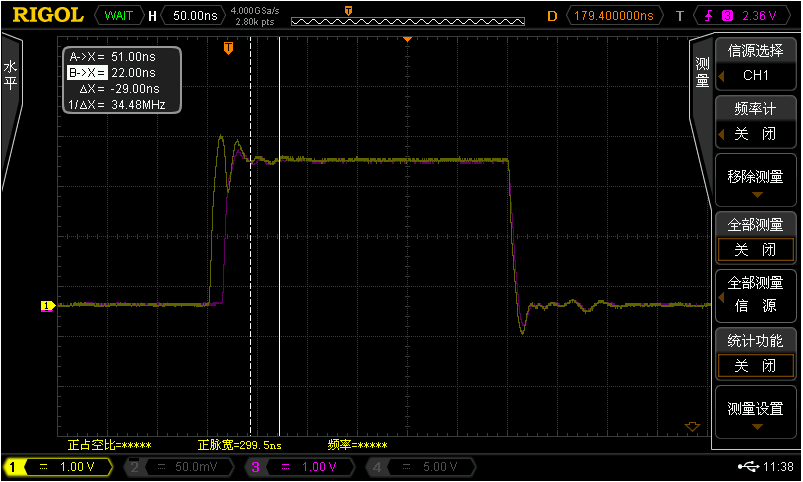 RIGOL WAIT H 50.00ns 4.000GSa/s 2.80k pts T D 179.400000ns T 3 2.36 V
水平
A->X = 51.00ns
B->X = 22.00ns
ΔX = -29.00ns
1/ΔX = 34.48MHz
T
1
正占空比=***** 正脉宽=299.5ns 频率=*****
测量
信源选择
CH1
频率计
关 闭
移除测量
全部测量
关 闭
全部测量
信 源
统计功能
关 闭
测量设置
1 = 1.00 V 2 = 50.0mV 3 = 1.00 V 4 = 5.00 V 11:38